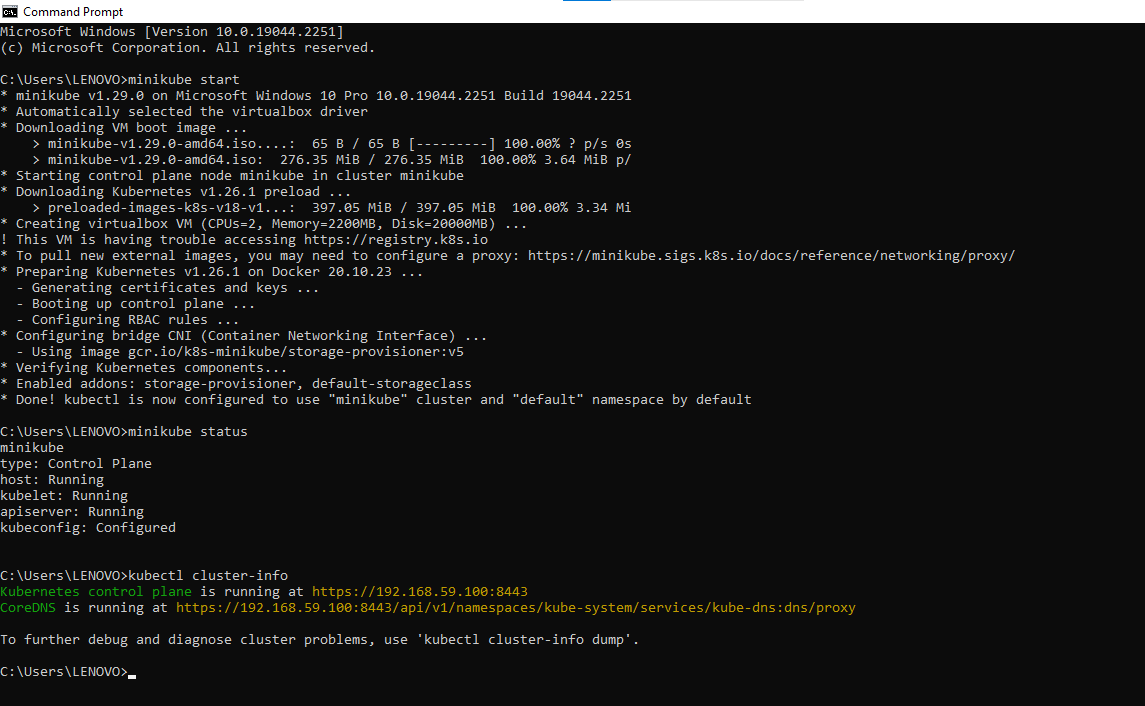 Command Prompt
Microsoft Windows [Version 10.0.19044.2251]
(c) Microsoft Corporation. All rights reserved.
C:\Users\LENOVO>minikube start
* minikube v1.29.0 on Microsoft Windows 10 Pro 10.0.19044.2251 Build 19044.2251
* Automatically selected the virtualbox driver
* Downloading VM boot image ...
    > minikube-v1.29.0-amd64.iso....:  65 B / 65 B [---------] 100.00% ? p/s 0s
    > minikube-v1.29.0-amd64.iso:  276.35 MiB / 276.35 MiB  100.00% 3.64 MiB p/
* Starting control plane node minikube in cluster minikube
* Downloading Kubernetes v1.26.1 preload ...
    > preloaded-images-k8s-v18-v1...:  397.05 MiB / 397.05 MiB  100.00% 3.34 Mi
* Creating virtualbox VM (CPUs=2, Memory=2200MB, Disk=20000MB) ...
! This VM is having trouble accessing https://registry.k8s.io
* To pull new external images, you may need to configure a proxy: https://minikube.sigs.k8s.io/docs/reference/networking/proxy/
* Preparing Kubernetes v1.26.1 on Docker 20.10.23 ...
  - Generating certificates and keys ...
  - Booting up control plane ...
  - Configuring RBAC rules ...
* Configuring bridge CNI (Container Networking Interface) ...
  - Using image gcr.io/k8s-minikube/storage-provisioner:v5
* Verifying Kubernetes components...
* Enabled addons: storage-provisioner, default-storageclass
* Done! kubectl is now configured to use "minikube" cluster and "default" namespace by default
C:\Users\LENOVO>minikube status
minikube
type: Control Plane
host: Running
kubelet: Running
apiserver: Running
kubeconfig: Configured
C:\Users\LENOVO>kubectl cluster-info
Kubernetes control plane is running at https://192.168.59.100:8443
CoreDNS is running at https://192.168.59.100:8443/api/v1/namespaces/kube-system/services/kube-dns:dns/proxy
To further debug and diagnose cluster problems, use 'kubectl cluster-info dump'.
C:\Users\LENOVO>